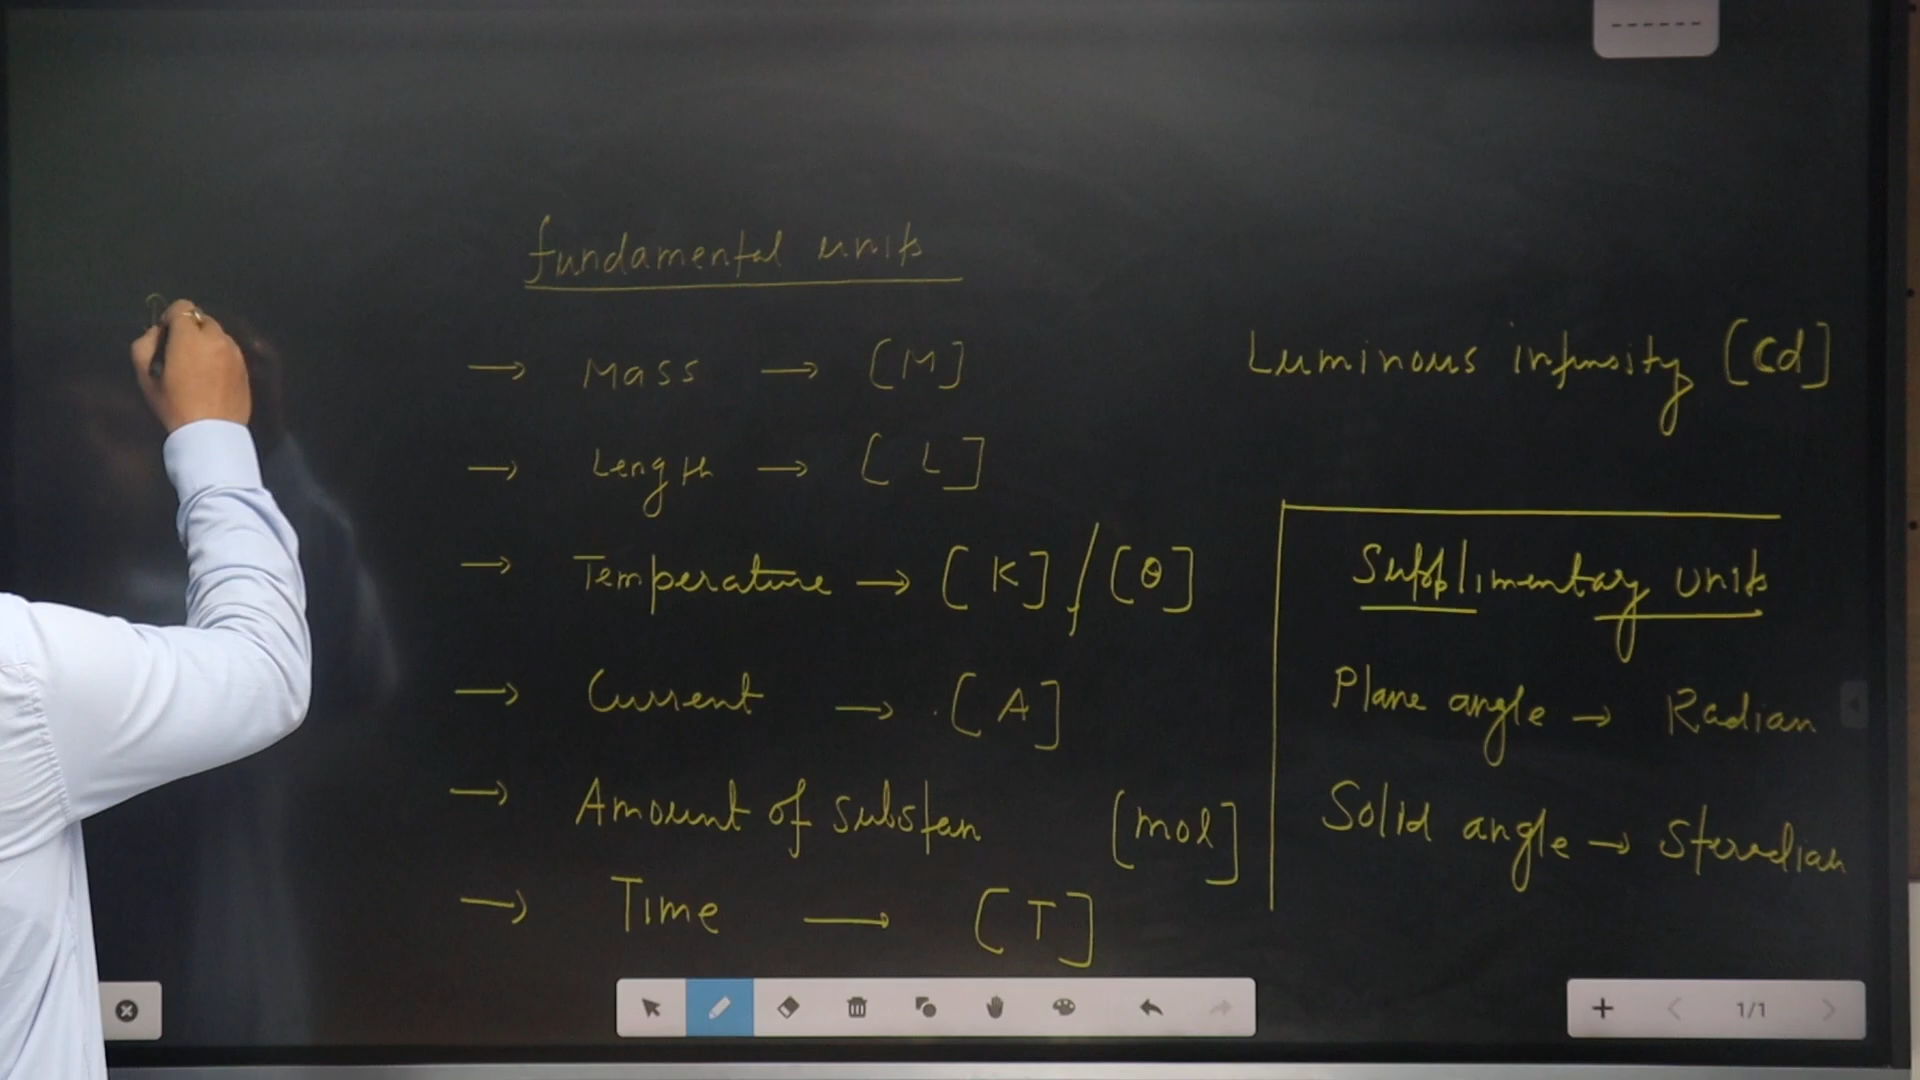 fundamental units
→ Mass → [M]
→ Length → [L]
→ Temperature → [K] / [θ]
→ Current → [A]
→ Amount of substan [mol]
→ Time → [T]
Luminous intensity [Cd]
Supplimentary units
Plane angle → Radian
Solid angle → Steradian
1/1